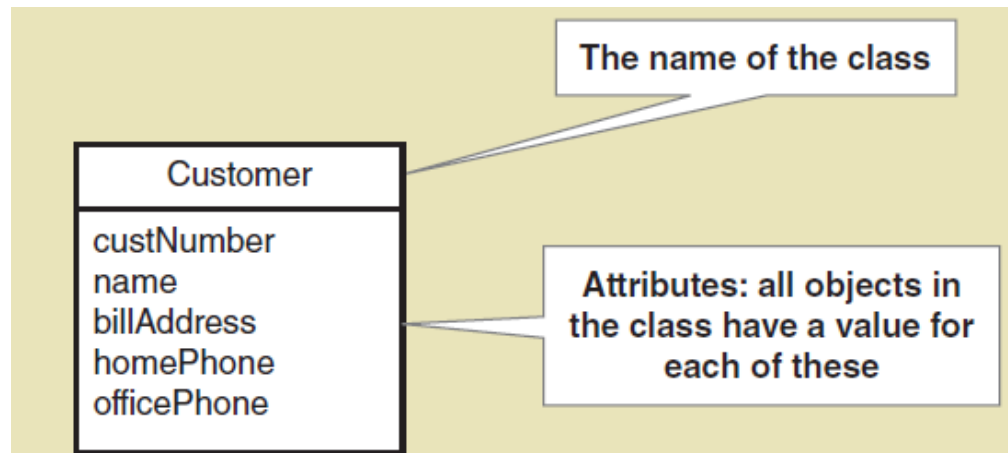 The name of the class
Customer
custNumber
name
billAddress
homePhone
officePhone
Attributes: all objects in
the class have a value for
each of these